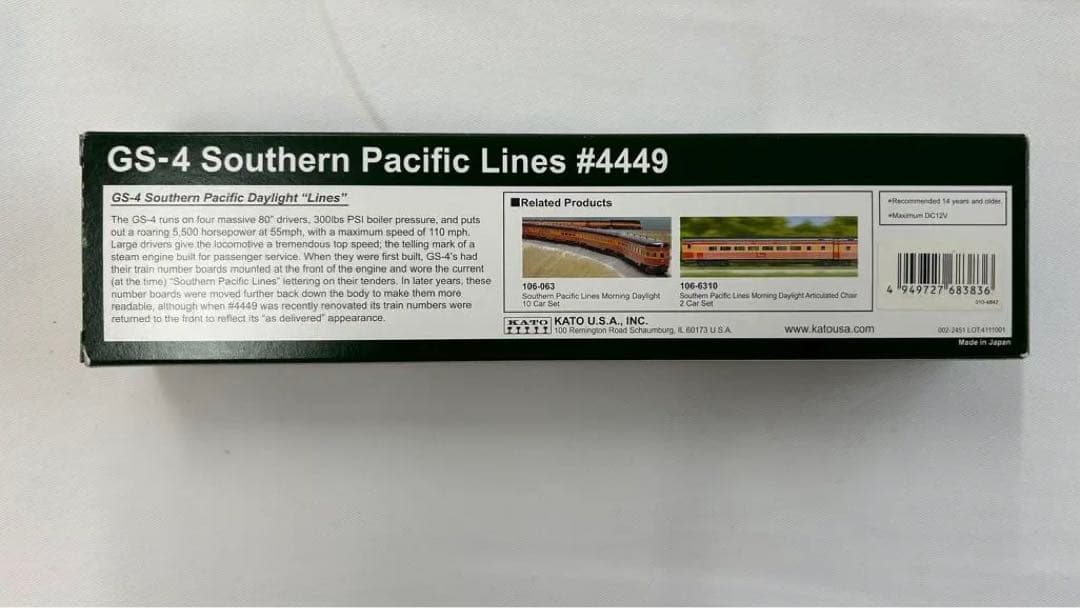 GS-4 Southern Pacific Lines #4449
GS-4 Southern Pacific Daylight "Lines"
The GS-4 runs on four massive 80" drivers, 300lbs PSI boiler pressure, and puts
out a roaring 5,500 horsepower at 55mph, with a maximum speed of 110 mph.
Large drivers give the locomotive a tremendous top speed; the telling mark of a
steam engine built for passenger service. When they were first built, GS-4's had
their train number boards mounted at the front of the engine and wore the current
(at the time) "Southern Pacific Lines" lettering on their tenders. In later years, these
number boards were moved further back down the body to make them more
readable, although when #4449 was recently renovated its train numbers were
returned to the front to reflect its "as delivered" appearance.
■Related Products
106-063
Southern Pacific Lines Morning Daylight
10 Car Set
106-6310
Southern Pacific Lines Morning Daylight Articulated Chair
2 Car Set
KATO
KATO U.S.A., INC.
100 Remington Road Schaumburg, IL 60173 U.S.A.
www.katousa.com
*Recommended 14 years and older.
*Maximum DC12V
4 949727 683836
002-2451 LOT4111001
Made in Japan